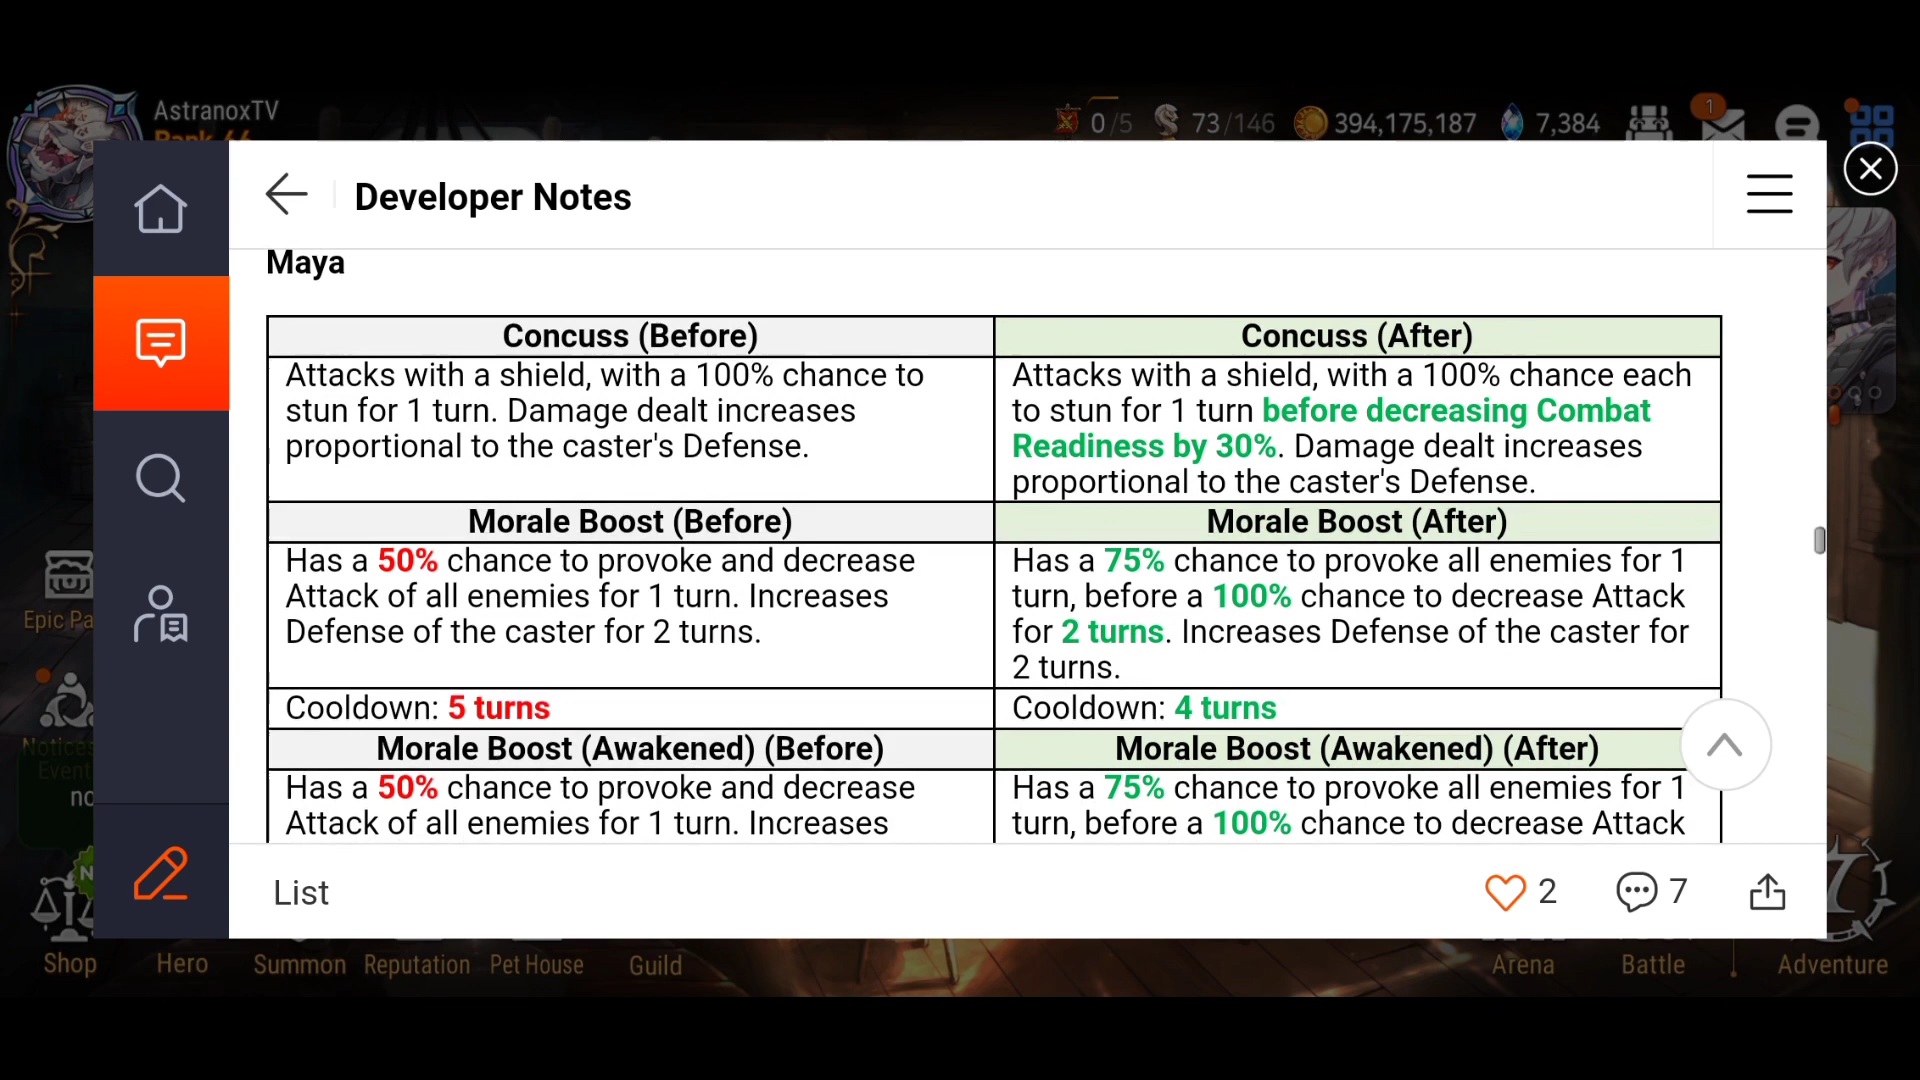 AstranoxTV
Rank 66
0/5
73/146
394,175,187
7,384
1
Developer Notes
Maya
Concuss (Before)
Concuss (After)
Attacks with a shield, with a 100% chance to
stun for 1 turn. Damage dealt increases
proportional to the caster's Defense.
Attacks with a shield, with a 100% chance each
to stun for 1 turn before decreasing Combat
Readiness by 30%. Damage dealt increases
proportional to the caster's Defense.
Morale Boost (Before)
Morale Boost (After)
Has a 50% chance to provoke and decrease
Attack of all enemies for 1 turn. Increases
Defense of the caster for 2 turns.
Has a 75% chance to provoke all enemies for 1
turn, before a 100% chance to decrease Attack
for 2 turns. Increases Defense of the caster for
2 turns.
Cooldown: 5 turns
Cooldown: 4 turns
Morale Boost (Awakened) (Before)
Morale Boost (Awakened) (After)
Has a 50% chance to provoke and decrease
Attack of all enemies for 1 turn. Increases
Has a 75% chance to provoke all enemies for 1
turn, before a 100% chance to decrease Attack
Epic Pa
Notices
Event
no
N
List
2
7
Shop
Hero
Summon
Reputation
Pet House
Guild
Arena
Battle
Adventure